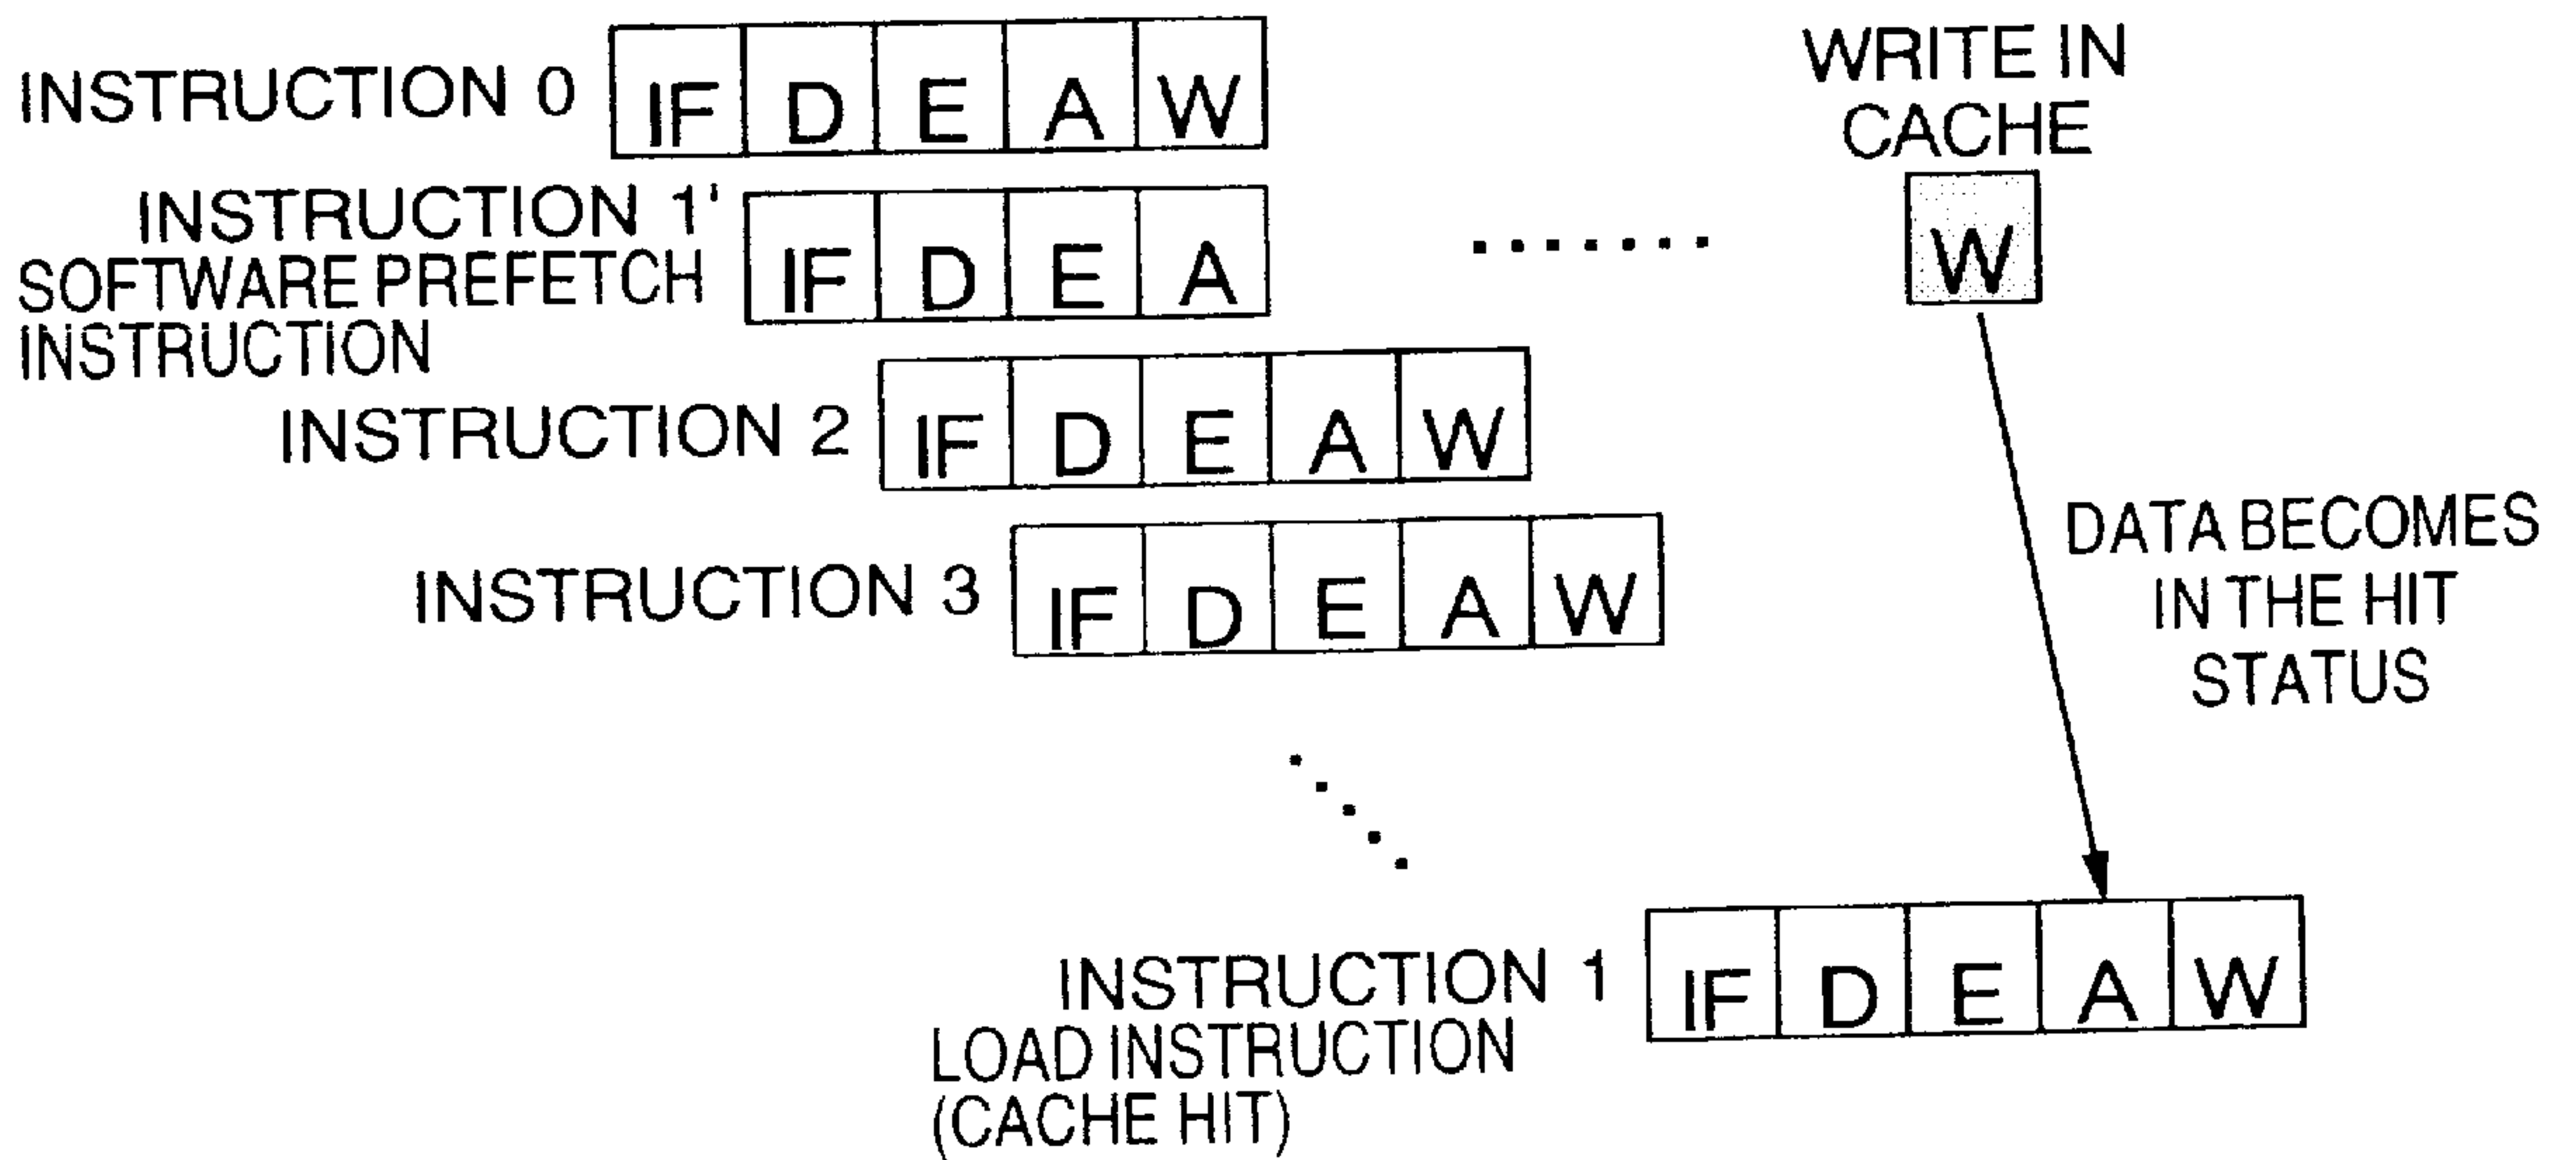 INSTRUCTION 0 IF D E A W
WRITE IN
CACHE
INSTRUCTION 1'
SOFTWARE PREFETCH
INSTRUCTION
IF D E A ....... W
INSTRUCTION 2 IF D E A W
INSTRUCTION 3 IF D E A W
DATA BECOMES
IN THE HIT
STATUS
INSTRUCTION 1 IF D E A W
LOAD INSTRUCTION
(CACHE HIT)